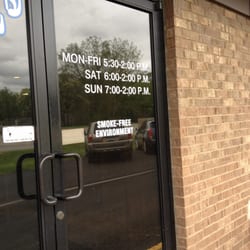 MON-FRI 5:30-2:00 P.M.
SAT 6:00-2:00 P.M.
SUN 7:00-2:00 P.M.
SMOKE-FREE
ENVIRONMENT